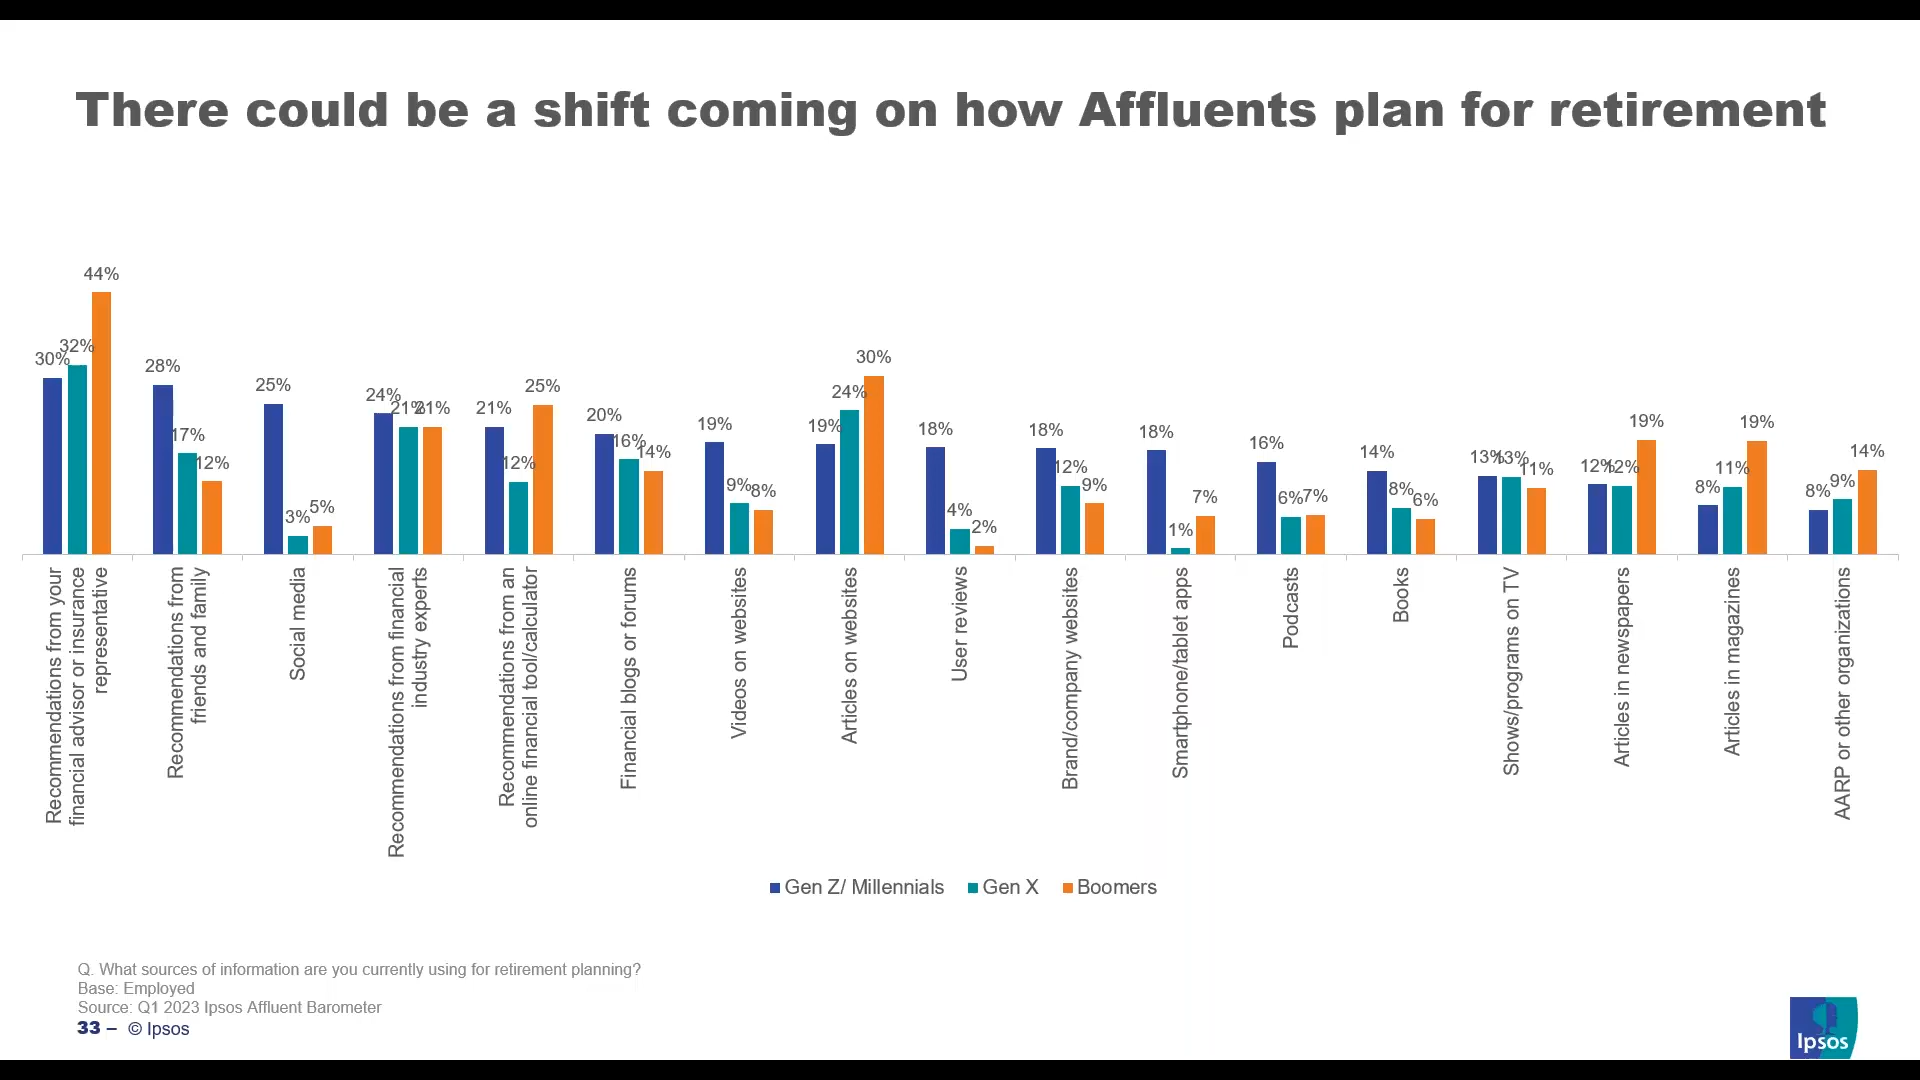 There could be a shift coming on how Affluents plan for retirement
30% 32% 44%
28% 17% 12%
25% 3% 5%
24% 21% 21%
21% 12% 25%
20% 16% 14%
19% 9% 8%
19% 24% 30%
18% 4% 2%
18% 12% 9%
18% 1% 7%
16% 6% 7%
14% 8% 6%
13% 13% 11%
12% 12% 19%
8% 11% 19%
8% 9% 14%
Recommendations from your
financial advisor or insurance
representative
Recommendations from
friends and family
Social media
Recommendations from financial
industry experts
Recommendations from an
online financial tool/calculator
Financial blogs or forums
Videos on websites
Articles on websites
User reviews
Brand/company websites
Smartphone/tablet apps
Podcasts
Books
Shows/programs on TV
Articles in newspapers
Articles in magazines
AARP or other organizations
Gen Z/ Millennials Gen X Boomers
Q. What sources of information are you currently using for retirement planning?
Base: Employed
Source: Q1 2023 Ipsos Affluent Barometer
33 – © Ipsos
Ipsos